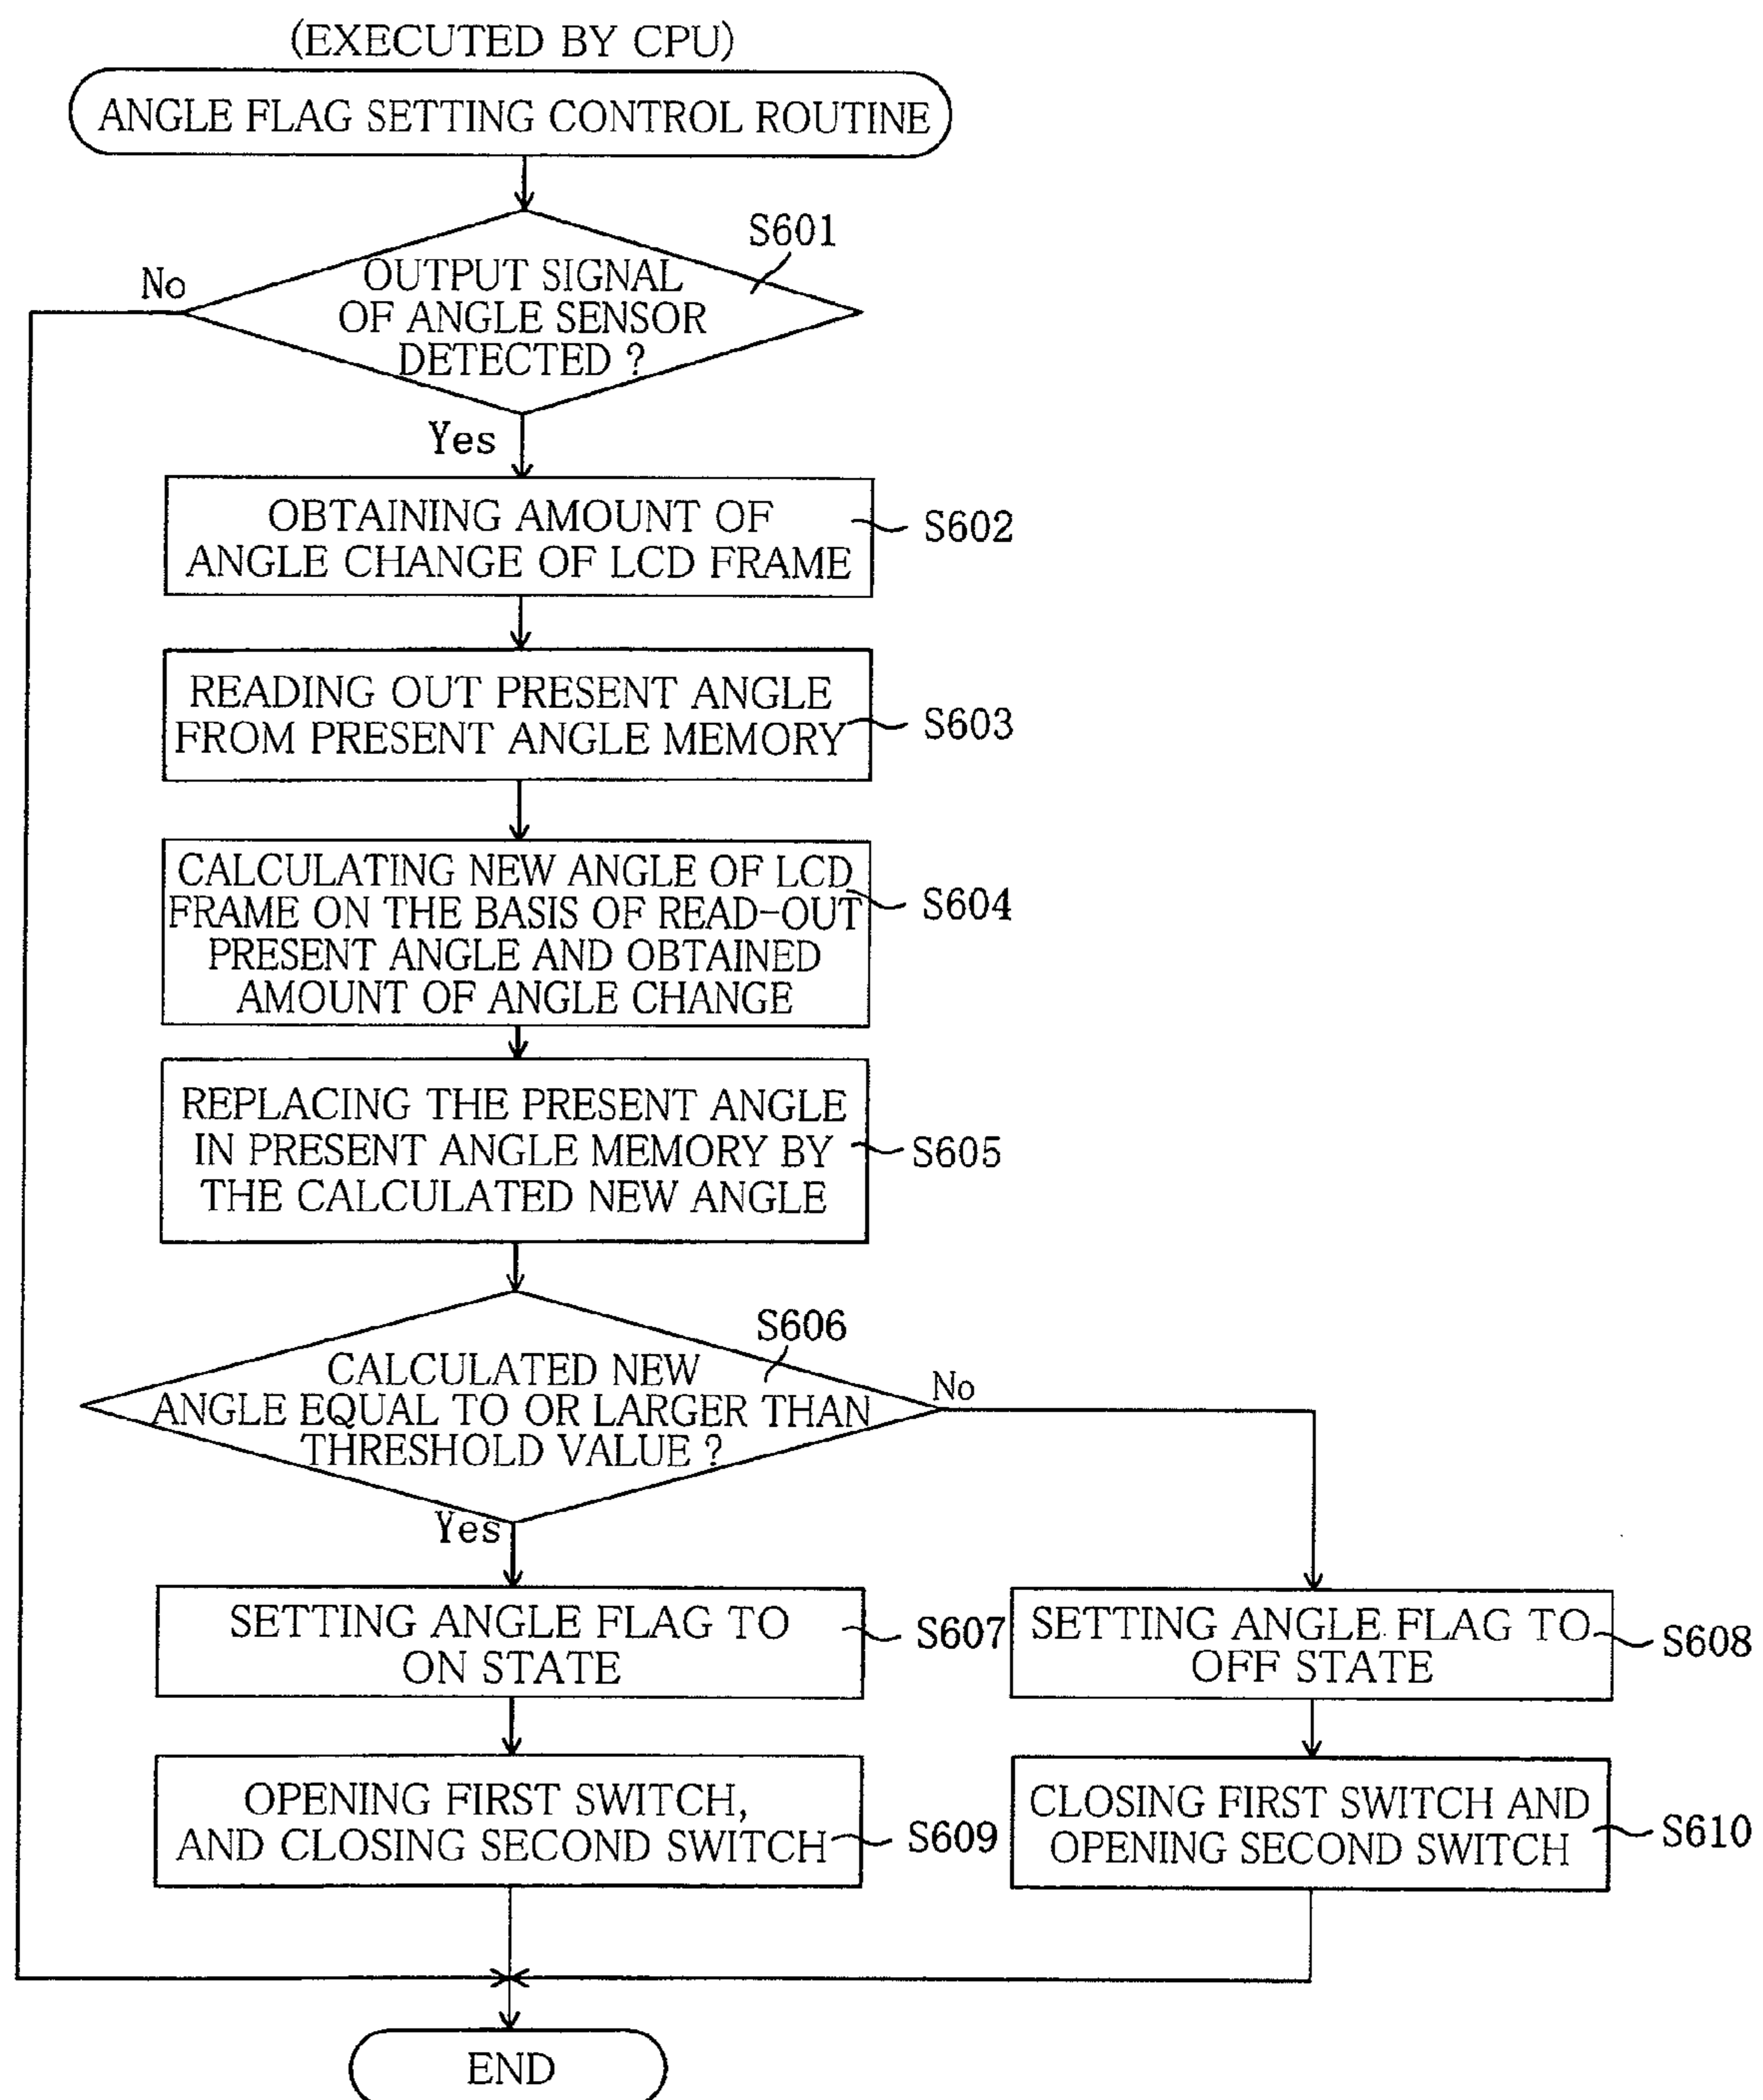 (EXECUTED BY CPU)
ANGLE FLAG SETTING CONTROL ROUTINE
S601
No
OUTPUT SIGNAL
OF ANGLE SENSOR
DETECTED ?
Yes
OBTAINING AMOUNT OF
ANGLE CHANGE OF LCD FRAME
S602
READING OUT PRESENT ANGLE
FROM PRESENT ANGLE MEMORY
S603
CALCULATING NEW ANGLE OF LCD
FRAME ON THE BASIS OF READ-OUT
PRESENT ANGLE AND OBTAINED
AMOUNT OF ANGLE CHANGE
S604
REPLACING THE PRESENT ANGLE
IN PRESENT ANGLE MEMORY BY
THE CALCULATED NEW ANGLE
S605
S606
CALCULATED NEW
ANGLE EQUAL TO OR LARGER THAN
THRESHOLD VALUE ?
No
Yes
SETTING ANGLE FLAG TO
ON STATE
S607
SETTING ANGLE FLAG TO
OFF STATE
S608
OPENING FIRST SWITCH,
AND CLOSING SECOND SWITCH
S609
CLOSING FIRST SWITCH AND
OPENING SECOND SWITCH
S610
END